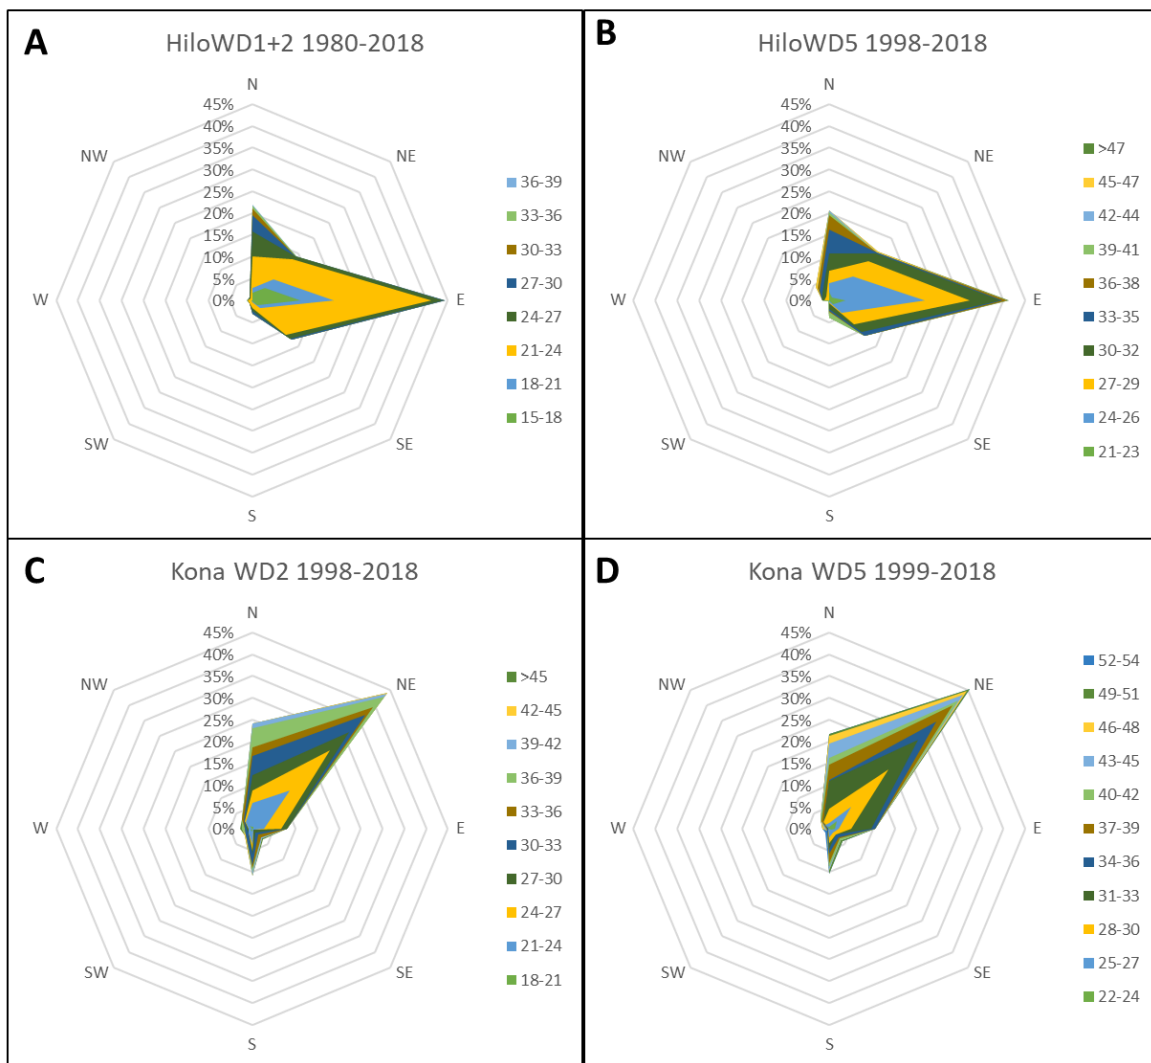 A
HiloWD1+2 1980-2018
N
NE
E
SE
S
SW
W
NW
45%
40%
35%
30%
25%
20%
15%
10%
5%
0%
36-39
33-36
30-33
27-30
24-27
21-24
18-21
15-18
B
HiloWD5 1998-2018
N
NE
E
SE
S
SW
W
NW
45%
40%
35%
30%
25%
20%
15%
10%
5%
0%
>47
45-47
42-44
39-41
36-38
33-35
30-32
27-29
24-26
21-23
C
Kona WD2 1998-2018
N
NE
E
SE
S
SW
W
NW
45%
40%
35%
30%
25%
20%
15%
10%
5%
0%
>45
42-45
39-42
36-39
33-36
30-33
27-30
24-27
21-24
18-21
D
Kona WD5 1999-2018
N
NE
E
SE
S
SW
W
NW
45%
40%
35%
30%
25%
20%
15%
10%
5%
0%
52-54
49-51
46-48
43-45
40-42
37-39
34-36
31-33
28-30
25-27
22-24